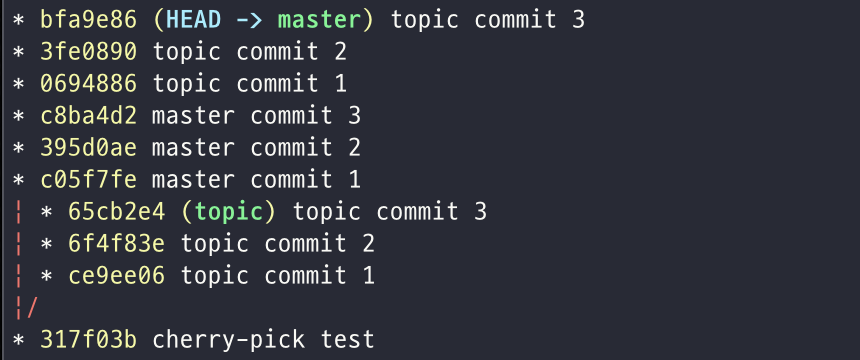 * bfa9e86 (HEAD -> master) topic commit 3
* 3fe0890 topic commit 2
* 0694886 topic commit 1
* c8ba4d2 master commit 3
* 395d0ae master commit 2
* c05f7fe master commit 1
¦ * 65cb2e4 (topic) topic commit 3
¦ * 6f4f83e topic commit 2
¦ * ce9ee06 topic commit 1
¦/
* 317f03b cherry-pick test